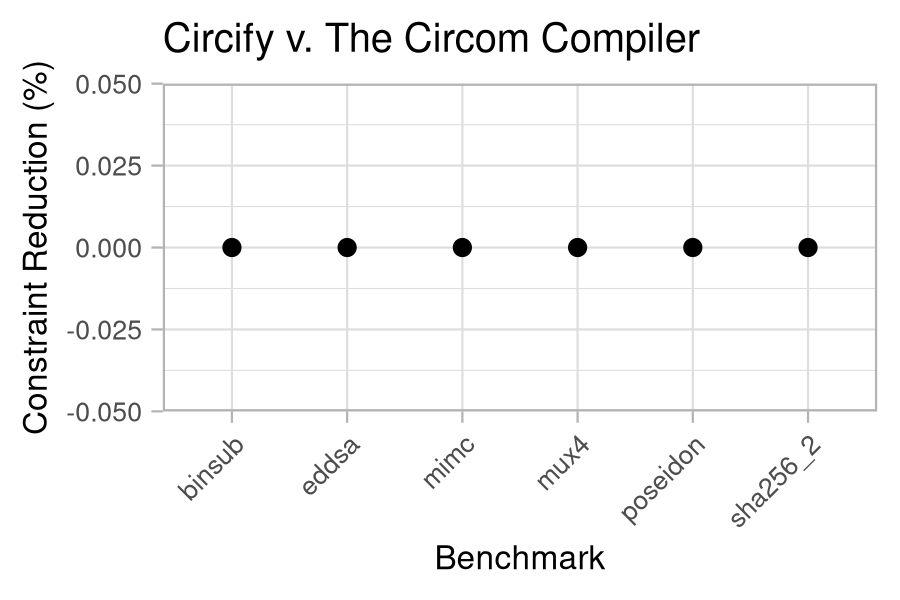 Circify v. The Circom Compiler
Constraint Reduction (%)
0.050
0.025
0.000
-0.025
-0.050
binsub
eddsa
mimc
mux4
poseidon
sha256_2
Benchmark